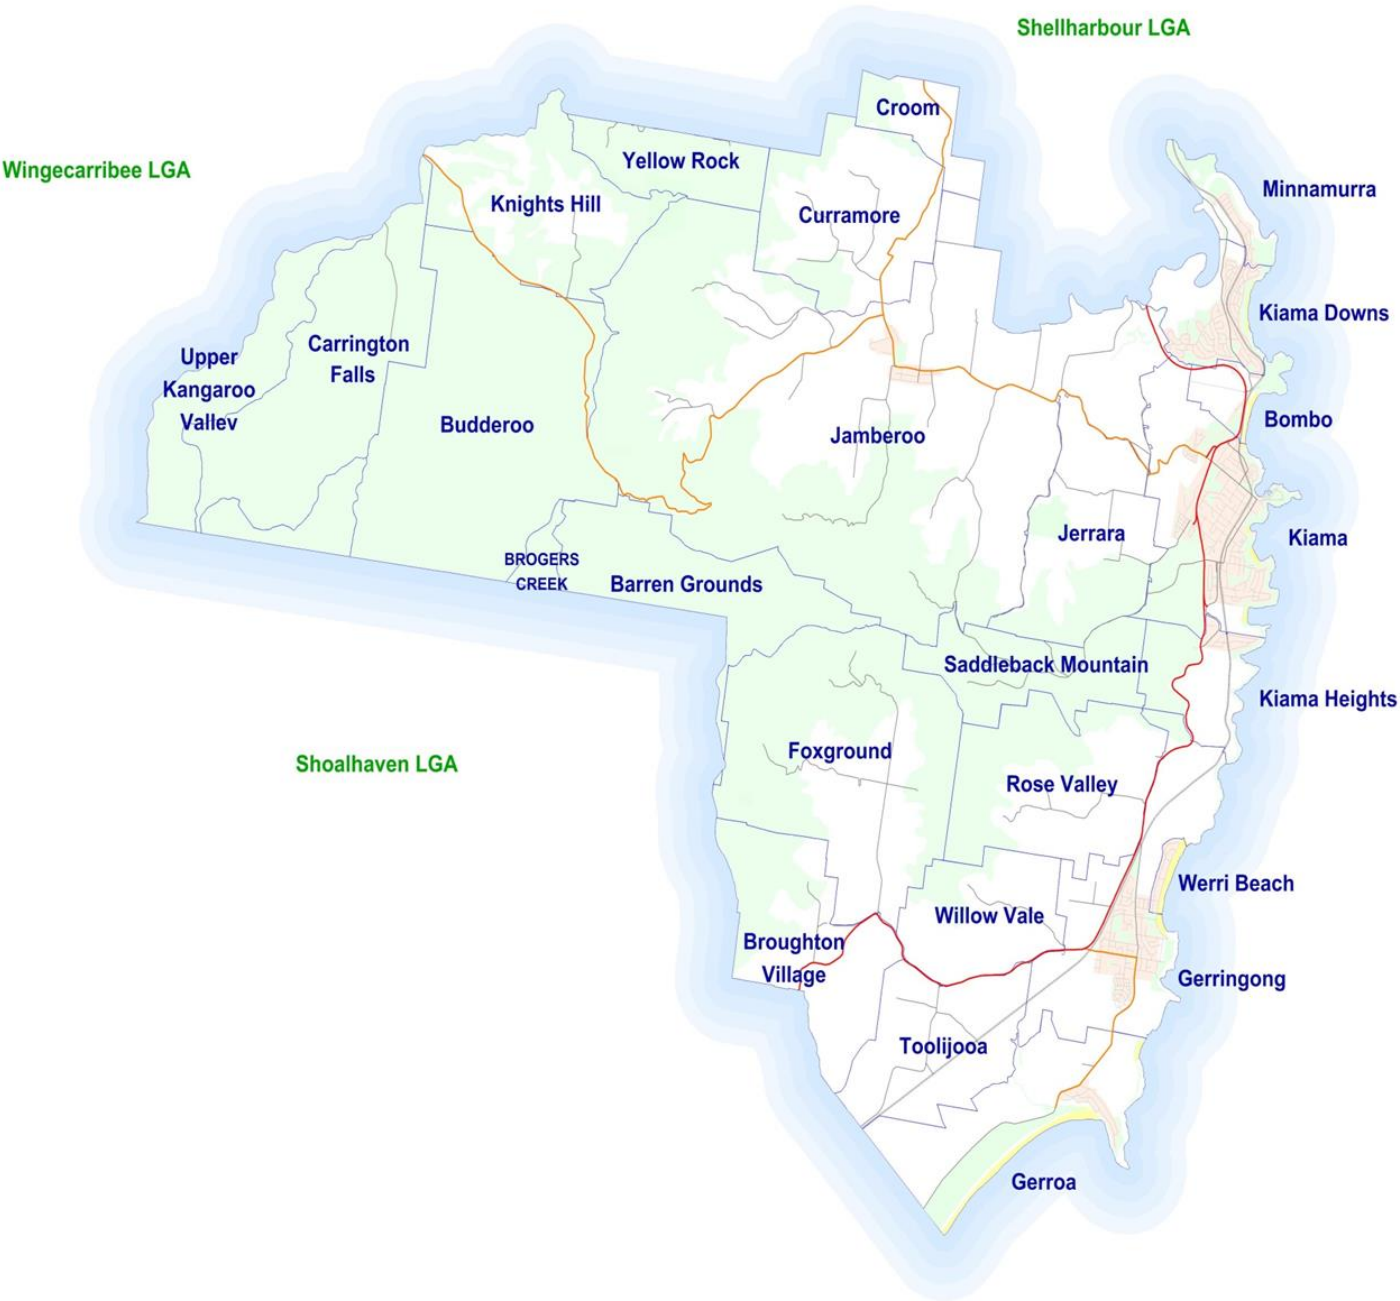 Shellharbour LGA
Croom
Wingecarribee LGA
Yellow Rock
Minnamurra
Knights Hill
Curramore
Kiama Downs
Carrington
Falls
Upper
Kangaroo
Vallev
Bombo
Budderoo
Jamberoo
Jerrara
Kiama
BROGERS
CREEK
Barren Grounds
Saddleback Mountain
Kiama Heights
Foxground
Shoalhaven LGA
Rose Valley
Werri Beach
Willow Vale
Broughton
Village
Gerringong
Toolijooa
Gerroa